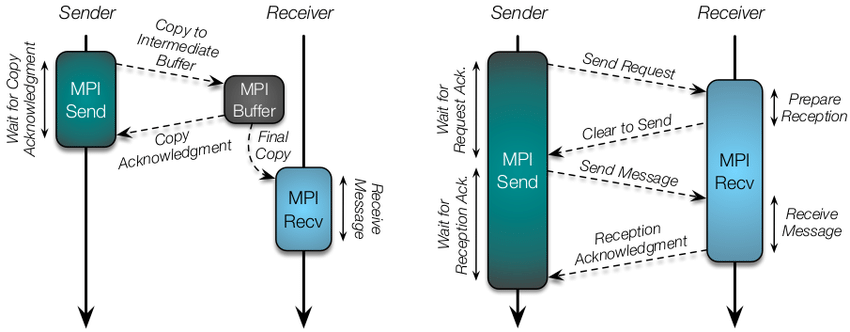 Sender
Receiver
Copy to
Intermediate
Buffer
Wait for Copy
Acknowledgment
MPI
Send
MPI
Buffer
Copy
Acknowledgment
Final
Copy
MPI
Recv
Receive
Message
Sender
Receiver
Send Request
Wait for
Request Ack.
Prepare
Reception
Clear to Send
MPI
Send
Send Message
MPI
Recv
Wait for
Reception Ack.
Receive
Message
Reception
Acknowledgment